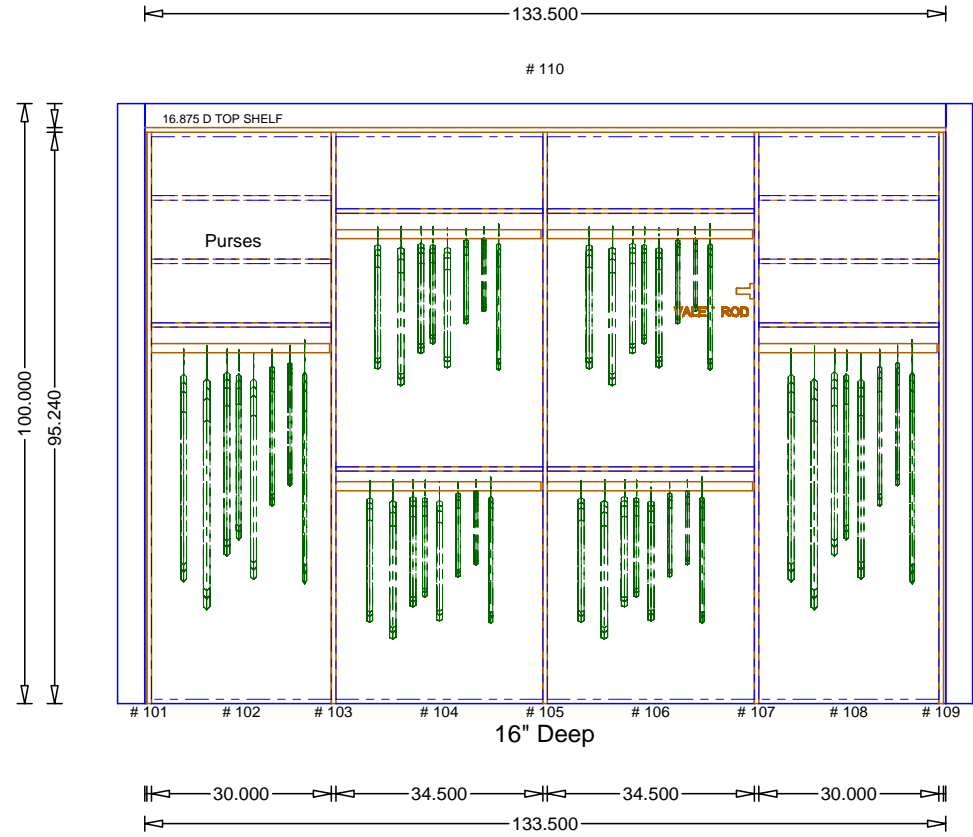 133.500
# 110
16.875 D TOP SHELF
Purses
VALET ROD
100.000
95.240
# 101 # 102 # 103 # 104 # 105 # 106 # 107 # 108 # 109
16" Deep
30.000 34.500 34.500 30.000
133.500